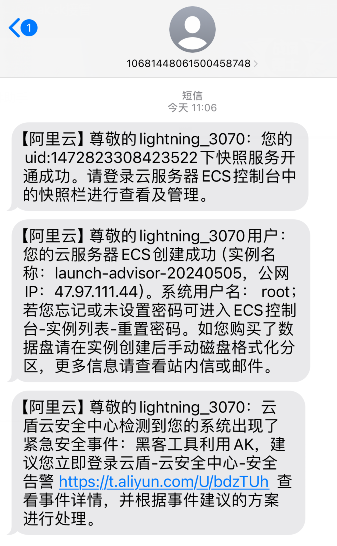 1
10681448061500458748
短信
今天 11:06
【阿里云】尊敬的lightning_3070：您的
uid:1472823308423522下快照服务开
通成功。请登录云服务器ECS控制台中
的快照栏进行查看及管理。
【阿里云】尊敬的lightning_3070用户：
您的云服务器ECS创建成功（实例名
称：launch-advisor-20240505，公网
IP：47.97.111.44)。系统用户名： root；
若您忘记或未设置密码可进入ECS控制
台-实例列表-重置密码。如您购买了数
据盘请在实例创建后手动磁盘格式化分
区，更多信息请查看站内信或邮件。
【阿里云】尊敬的lightning_3070：云
盾云安全中心检测到您的系统出现了
紧急安全事件：黑客工具利用AK，建
议您立即登录云盾-云安全中心-安全
告警 https://t.aliyun.com/U/bdzTUh 查
看事件详情，并根据事件建议的方案
进行处理。